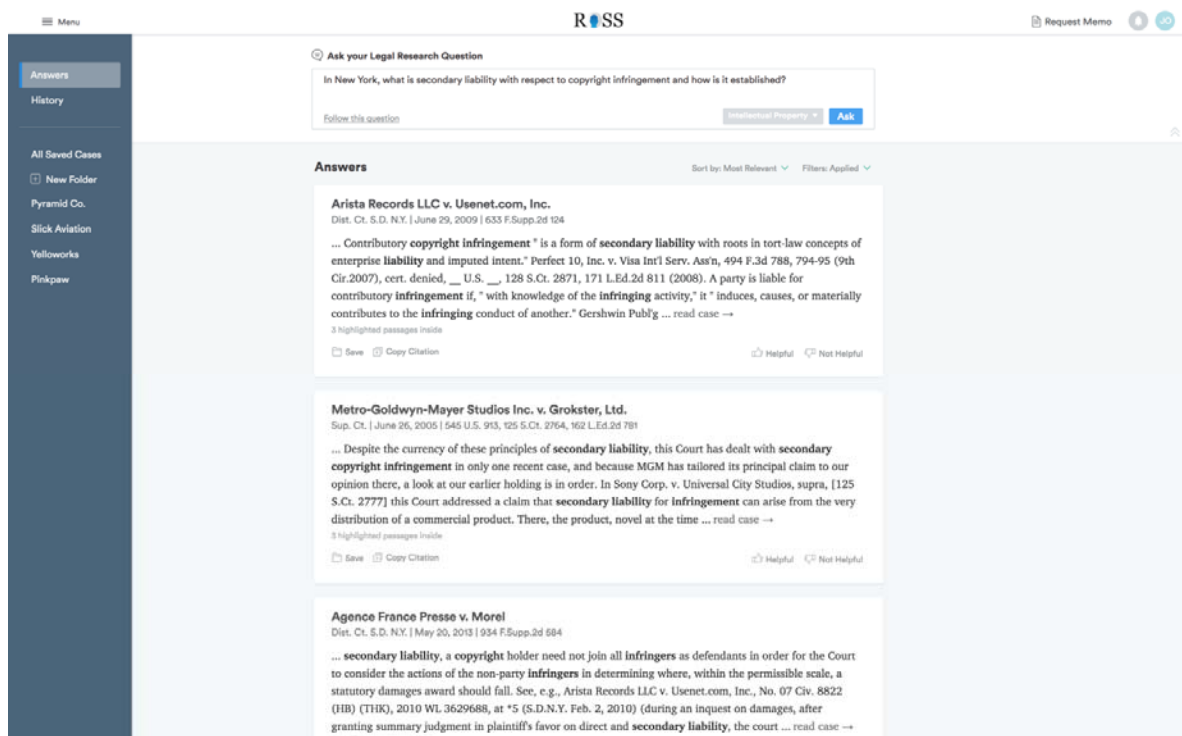 Menu
ROSS
Request Memo
JO
Answers
History
All Saved Cases
New Folder
Pyramid Co.
Slick Aviation
Yelloworks
Pinkpaw
Ask your Legal Research Question
In New York, what is secondary liability with respect to copyright infringement and how is it established?
Follow this question
Intellectual Property
Ask
Answers
Sort by: Most Relevant
Filters: Applied
Arista Records LLC v. Usenet.com, Inc.
Dist. Ct. S.D. N.Y. | June 29, 2009 | 633 F.Supp.2d 124
... Contributory copyright infringement " is a form of secondary liability with roots in tort-law concepts of
enterprise liability and imputed intent." Perfect 10, Inc. v. Visa Int'l Serv. Ass'n, 494 F.3d 788, 794-95 (9th
Cir.2007), cert. denied, __ U.S. __, 128 S.Ct. 2871, 171 L.Ed.2d 811 (2008). A party is liable for
contributory infringement if, " with knowledge of the infringing activity," it " induces, causes, or materially
contributes to the infringing conduct of another." Gershwin Publ'g ... read case →
3 highlighted passages inside
Save
Copy Citation
Helpful
Not Helpful
Metro-Goldwyn-Mayer Studios Inc. v. Grokster, Ltd.
Sup. Ct. | June 26, 2005 | 545 U.S. 913, 125 S.Ct. 2764, 162 L.Ed.2d 781
... Despite the currency of these principles of secondary liability, this Court has dealt with secondary
copyright infringement in only one recent case, and because MGM has tailored its principal claim to our
opinion there, a look at our earlier holding is in order. In Sony Corp. v. Universal City Studios, supra, [125
S.Ct. 2777] this Court addressed a claim that secondary liability for infringement can arise from the very
distribution of a commercial product. There, the product, novel at the time ... read case →
3 highlighted passages inside
Save
Copy Citation
Helpful
Not Helpful
Agence France Presse v. Morel
Dist. Ct. S.D. N.Y. | May 20, 2013 | 934 F.Supp.2d 584
... secondary liability, a copyright holder need not join all infringers as defendants in order for the Court
to consider the actions of the non-party infringers in determining where, within the permissible scale, a
statutory damages award should fall. See, e.g., Arista Records LLC v. Usenet.com, Inc., No. 07 Civ. 8822
(HB) (THK), 2010 WL 3629688, at *5 (S.D.N.Y. Feb. 2, 2010) (during an inquest on damages, after
granting summary judgment in plaintiff's favor on direct and secondary liability, the court ... read case →